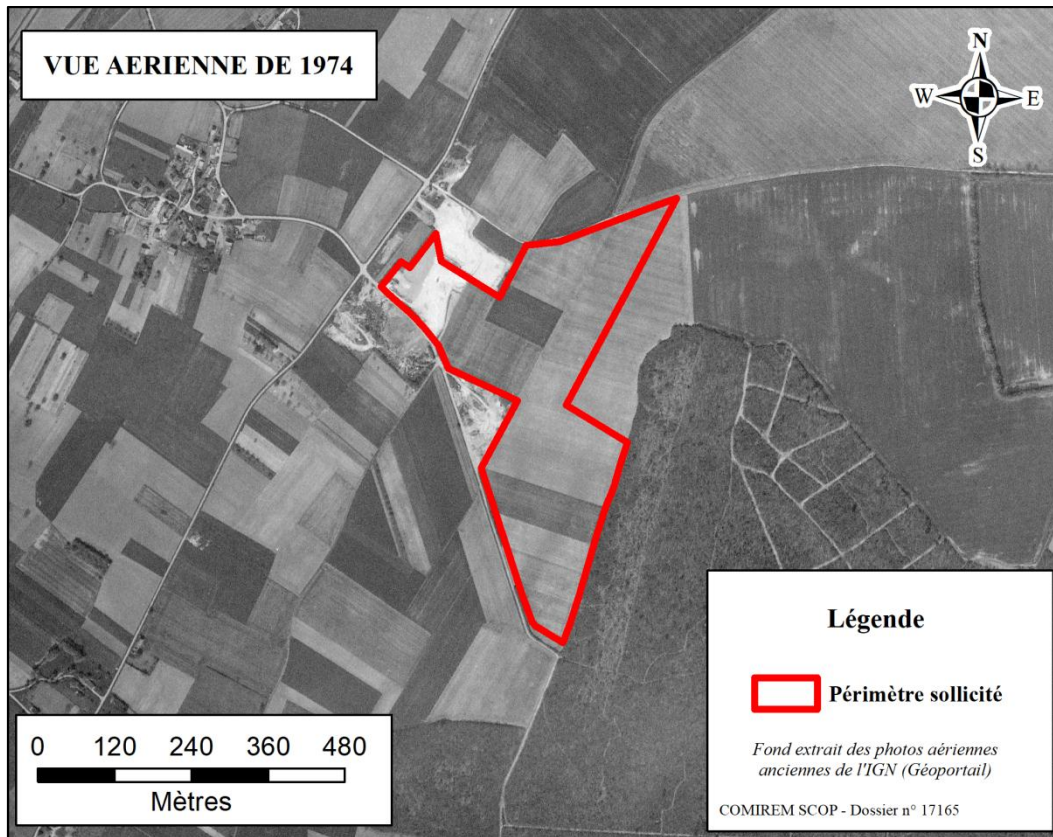 VUE AERIENNE DE 1974
N
W E
S
0 120 240 360 480
Mètres
Légende
Périmètre sollicité
Fond extrait des photos aériennes
anciennes de l'IGN (Géoportail)
COMIREM SCOP - Dossier n° 17165